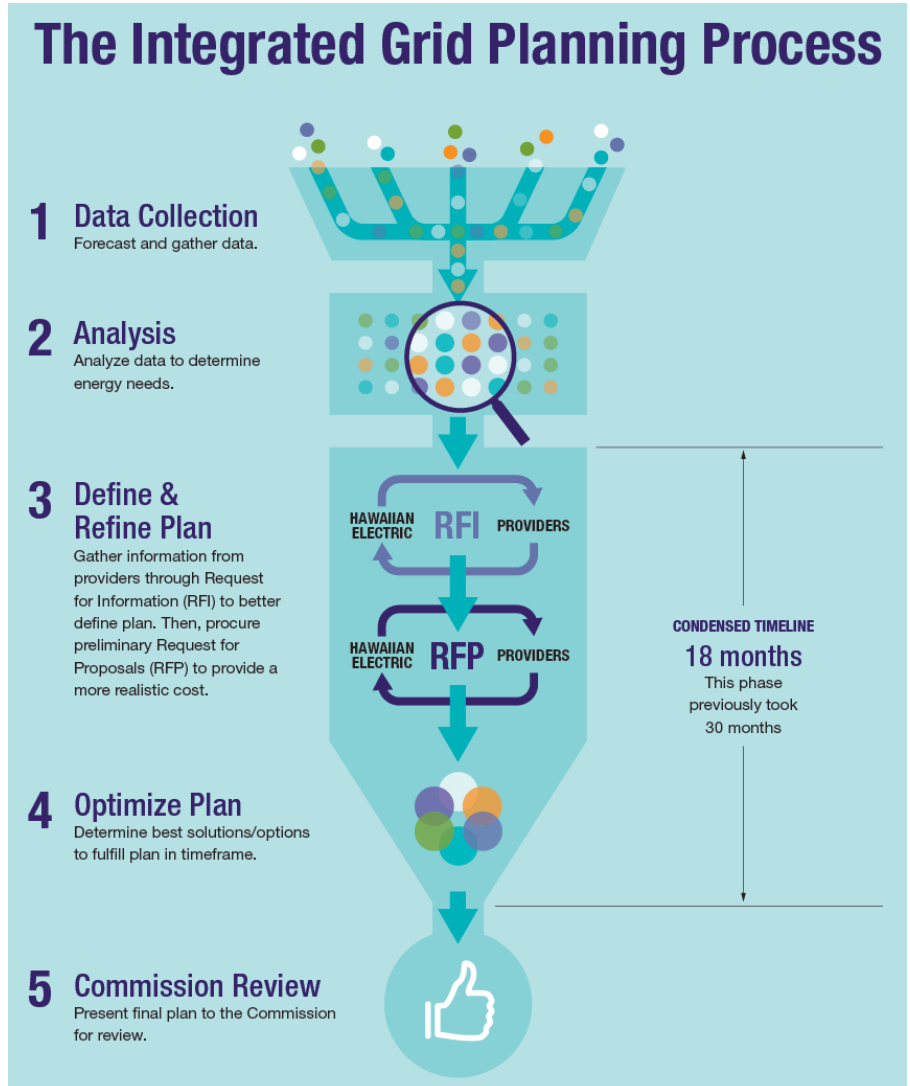 The Integrated Grid Planning Process
1 Data Collection
Forecast and gather data.
2 Analysis
Analyze data to determine
energy needs.
3 Define &
Refine Plan
Gather information from
providers through Request
for Information (RFI) to better
define plan. Then, procure
preliminary Request for
Proposals (RFP) to provide a
more realistic cost.
HAWAIIAN
ELECTRIC
RFI
PROVIDERS
HAWAIIAN
ELECTRIC
RFP
PROVIDERS
CONDENSED TIMELINE
18 months
This phase
previously took
30 months
4 Optimize Plan
Determine best solutions/options
to fulfill plan in timeframe.
5 Commission Review
Present final plan to the Commission
for review.